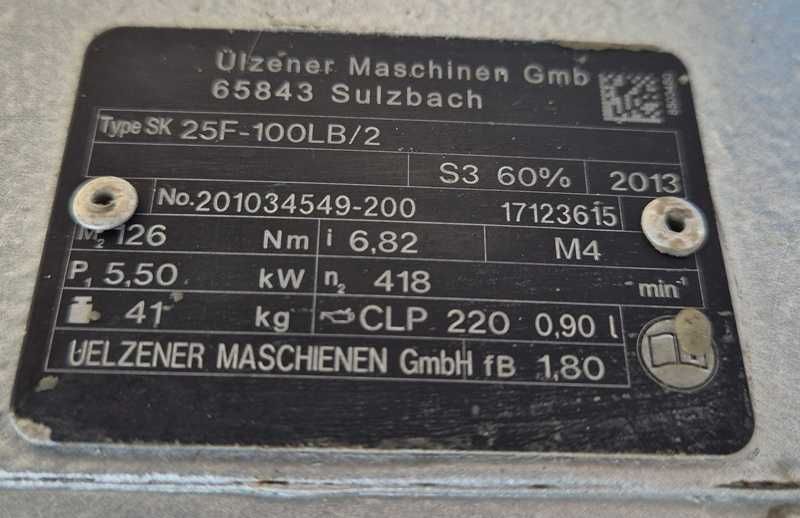 Ülzener Maschinen Gmb
65843 Sulzbach
Type SK 25F-100LB/2
S3 60% 2013
No.201034549-200 17123615
M₂ 126 Nm i 6,82 M4
P₁ 5,50 kW n₂ 418 min⁻¹
41 kg CLP 220 0,90 l
UELZENER MASCHIENEN GmbH fB 1,80